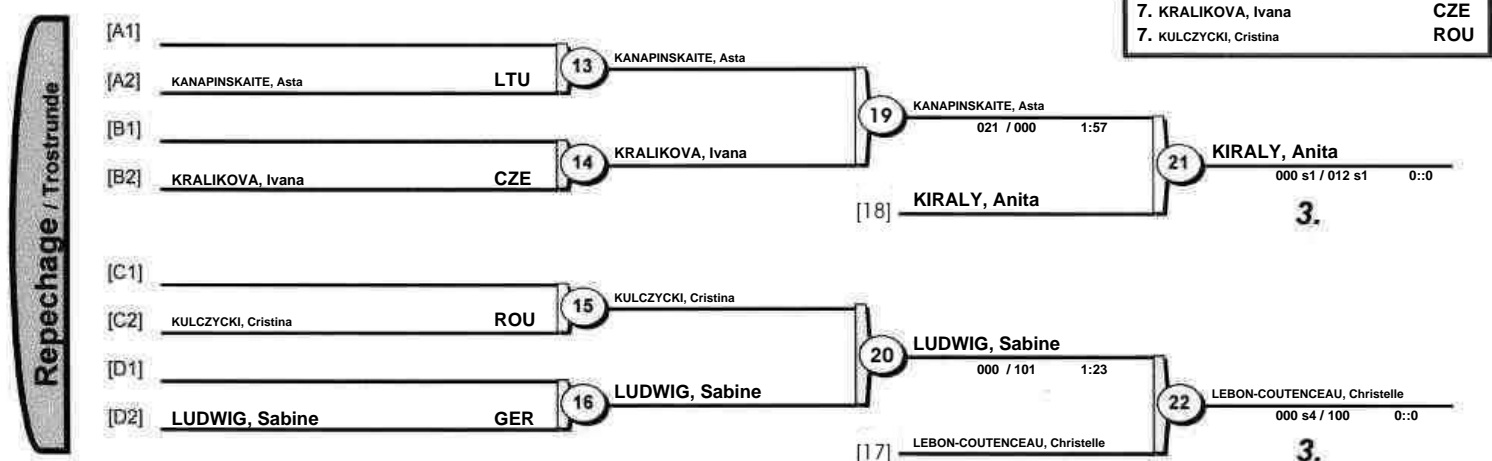 7. KRALIKOVA, Ivana CZE
7. KULCZYCKI, Cristina ROU
Repechage / Trostrunde
[A1]
[A2] KANAPINSKAITE, Asta LTU
13 KANAPINSKAITE, Asta
[B1]
[B2] KRALIKOVA, Ivana CZE
14 KRALIKOVA, Ivana
19 KANAPINSKAITE, Asta
021 / 000 1:57
[18] KIRALY, Anita
21 KIRALY, Anita
000 s1 / 012 s1 0::0
3.
[C1]
[C2] KULCZYCKI, Cristina ROU
15 KULCZYCKI, Cristina
[D1]
[D2] LUDWIG, Sabine GER
16 LUDWIG, Sabine
20 LUDWIG, Sabine
000 / 101 1:23
[17] LEBON-COUTENCEAU, Christelle
22 LEBON-COUTENCEAU, Christelle
000 s4 / 100 0::0
3.